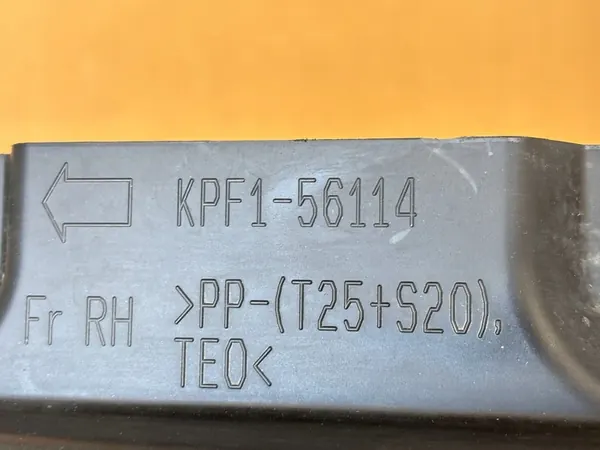 KPF1-56114
Fr RH
>PP-(T25+S20),
TEO<